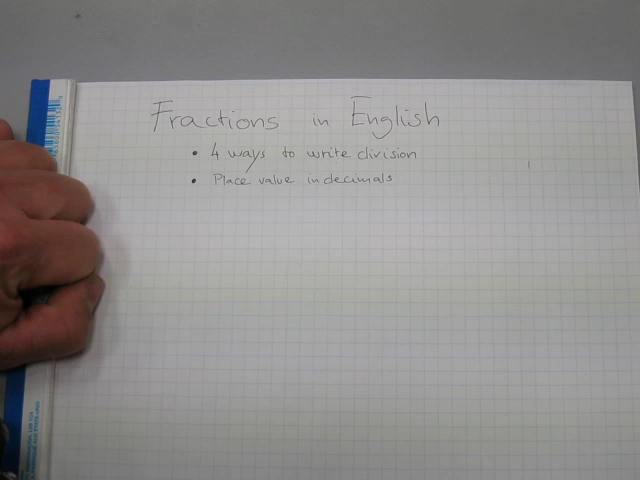 Fractions in English
• 4 ways to write division
• Place value in decimals